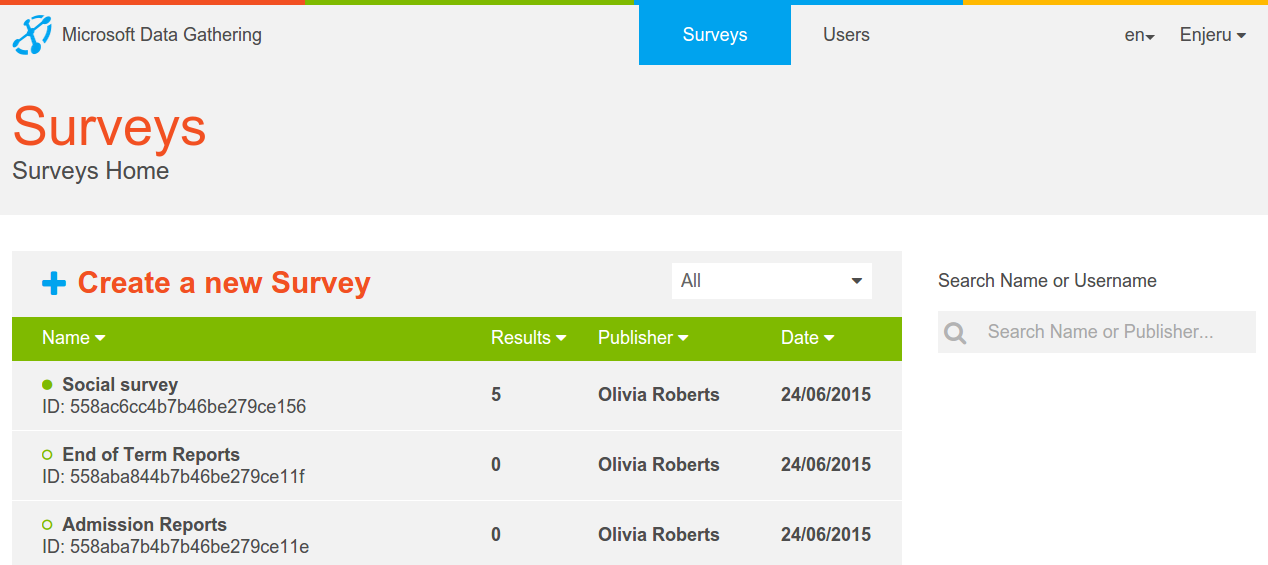 Microsoft Data Gathering
Surveys
Users
en
Enjeru
Surveys
Surveys Home
Create a new Survey
All
Search Name or Username
Search Name or Publisher...
Name Results Publisher Date
Social survey
ID: 558ac6cc4b7b46be279ce156
5 Olivia Roberts 24/06/2015
End of Term Reports
ID: 558aba844b7b46be279ce11f
0 Olivia Roberts 24/06/2015
Admission Reports
ID: 558aba7b4b7b46be279ce11e
0 Olivia Roberts 24/06/2015